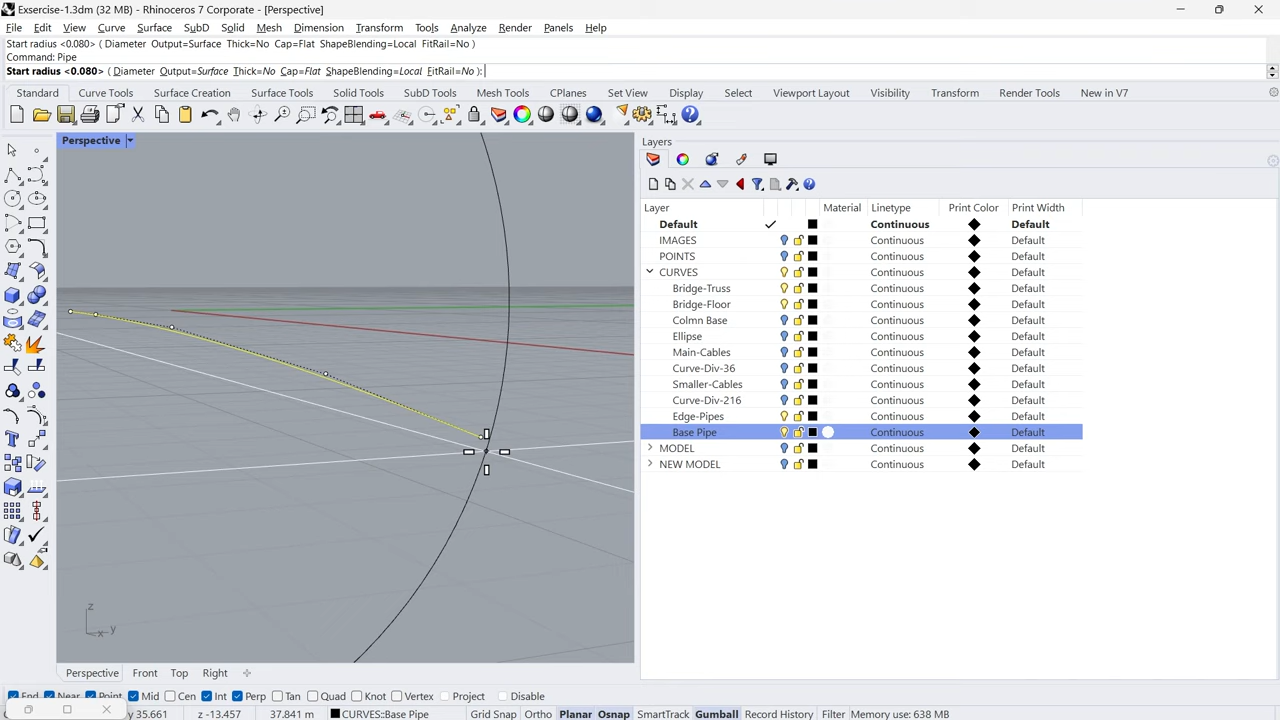 Exsercise-1.3dm (32 MB) - Rhinoceros 7 Corporate - [Perspective]
File Edit View Curve Surface SubD Solid Mesh Dimension Transform Tools Analyze Render Panels Help
Start radius <0.080> ( Diameter Output=Surface Thick=No Cap=Flat ShapeBlending=Local FitRail=No )
Command: Pipe
Start radius <0.080> ( Diameter Output=Surface Thick=No Cap=Flat ShapeBlending=Local FitRail=No ):
Standard Curve Tools Surface Creation Surface Tools Solid Tools SubD Tools Mesh Tools CPlanes Set View Display Select Viewport Layout Visibility Transform Render Tools New in V7
Perspective
Layers
Layer Material Linetype Print Color Print Width
Default Continuous Default
IMAGES Continuous Default
POINTS Continuous Default
CURVES Continuous Default
Bridge-Truss Continuous Default
Bridge-Floor Continuous Default
Colmn Base Continuous Default
Ellipse Continuous Default
Main-Cables Continuous Default
Curve-Div-36 Continuous Default
Smaller-Cables Continuous Default
Curve-Div-216 Continuous Default
Edge-Pipes Continuous Default
Base Pipe Continuous Default
MODEL Continuous Default
NEW MODEL Continuous Default
z
x y
Perspective Front Top Right
End Near Point Mid Cen Int Perp Tan Quad Knot Vertex Project Disable
y 35.661 z -13.457 37.841 m CURVES::Base Pipe Grid Snap Ortho Planar Osnap SmartTrack Gumball Record History Filter Memory use: 638 MB